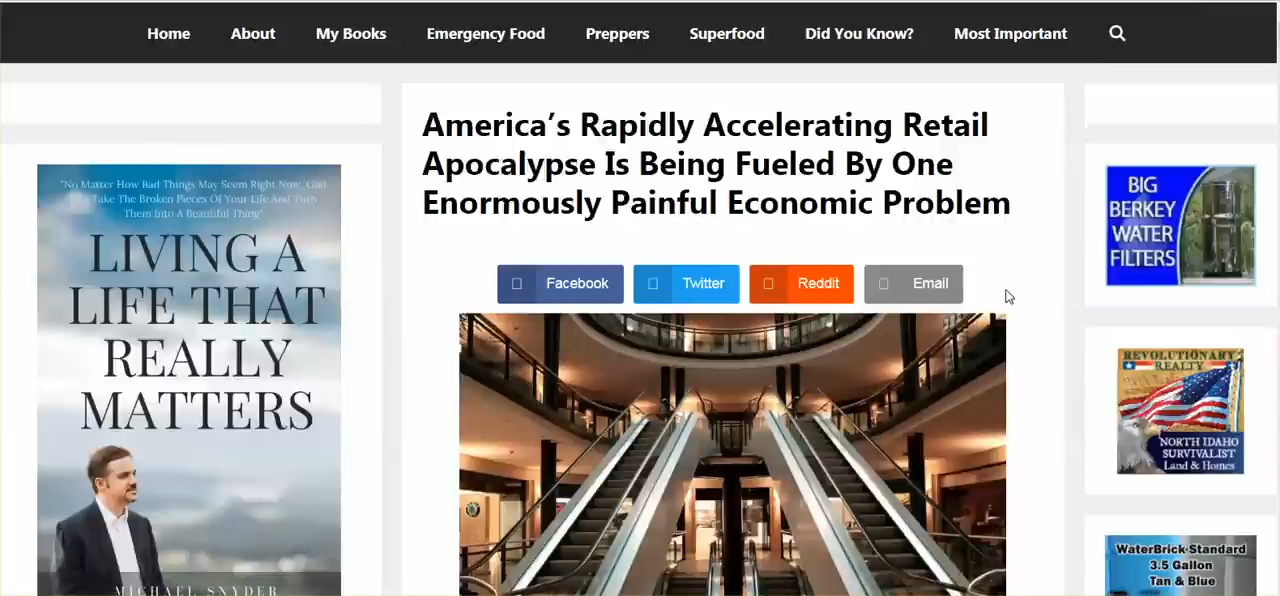 Home About My Books Emergency Food Preppers Superfood Did You Know? Most Important
"No Matter How Bad Things May Seem Right Now, God
Take The Broken Pieces Of Your Life And Turn
Them Into A Beautiful Thing"
LIVING A
LIFE THAT
REALLY
MATTERS
MICHAEL SNYDER
America's Rapidly Accelerating Retail
Apocalypse Is Being Fueled By One
Enormously Painful Economic Problem
Facebook Twitter Reddit Email
BIG
BERKEY
WATER
FILTERS
REVOLUTIONARY
REALTY
NORTH IDAHO
SURVIVALIST
Land & Homes
WaterBrick Standard
3.5 Gallon
Tan & Blue